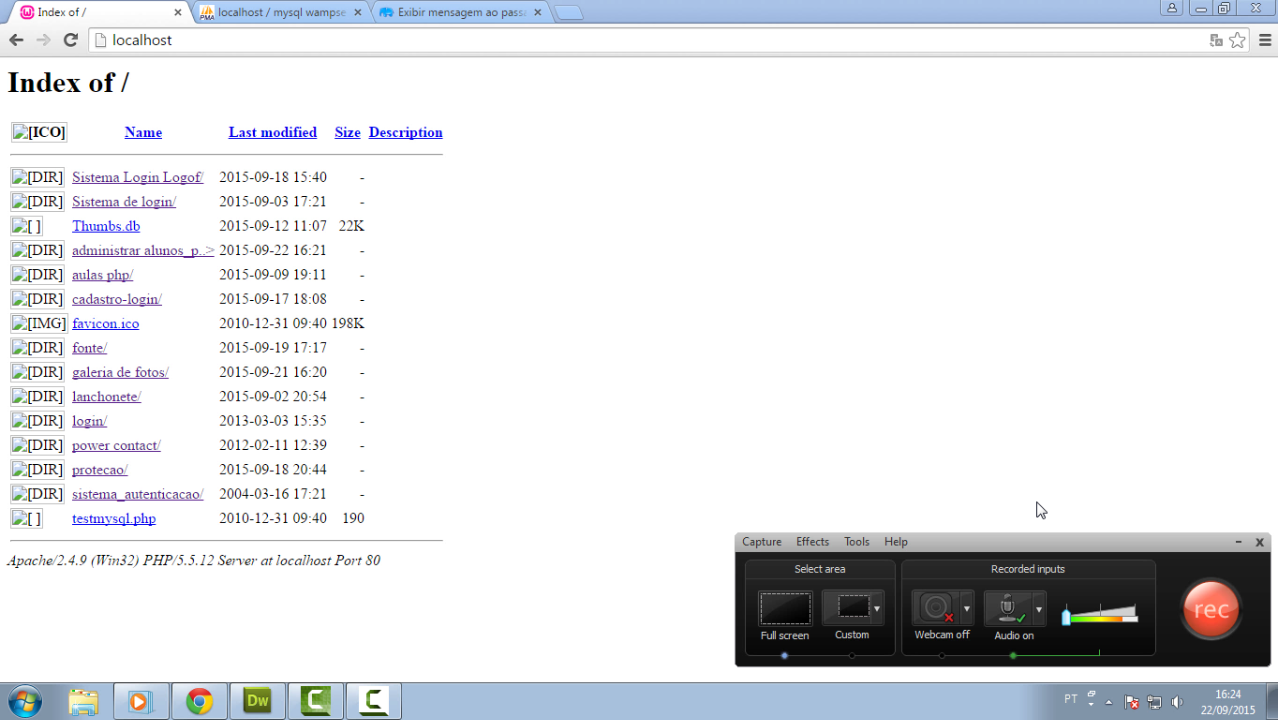 Index of /
localhost / mysql wampse
Exibir mensagem ao passa
localhost
Index of /
[ICO] Name Last modified Size Description
[DIR] Sistema Login Logof/ 2015-09-18 15:40 -
[DIR] Sistema de login/ 2015-09-03 17:21 -
[ ] Thumbs.db 2015-09-12 11:07 22K
[DIR] administrar alunos_p..> 2015-09-22 16:21 -
[DIR] aulas php/ 2015-09-09 19:11 -
[DIR] cadastro-login/ 2015-09-17 18:08 -
[IMG] favicon.ico 2010-12-31 09:40 198K
[DIR] fonte/ 2015-09-19 17:17 -
[DIR] galeria de fotos/ 2015-09-21 16:20 -
[DIR] lanchonete/ 2015-09-02 20:54 -
[DIR] login/ 2013-03-03 15:35 -
[DIR] power contact/ 2012-02-11 12:39 -
[DIR] protecao/ 2015-09-18 20:44 -
[DIR] sistema_autenticacao/ 2004-03-16 17:21 -
[ ] testmysql.php 2010-12-31 09:40 190
Apache/2.4.9 (Win32) PHP/5.5.12 Server at localhost Port 80
Capture Effects Tools Help
Select area
Recorded inputs
Full screen
Custom
Webcam off
Audio on
rec
Dw
PT
16:24
22/09/2015